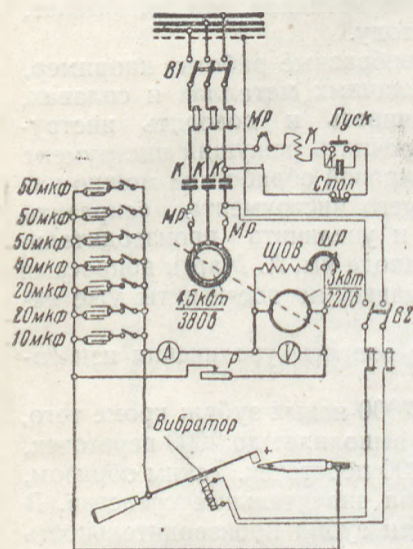 В1
МР
К
Пуск
К
Стоп
К К К
МР
МР
60мкф
50мкф
50мкф
40мкф
20мкф
20мкф
10мкф
ШОВ
ШР
4,5квт
380в
3квт
220в
В2
А
V
Р
Вибратор
+